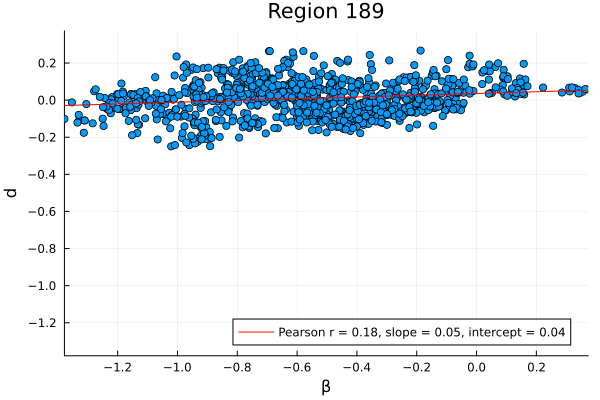 Region 189
0.2
0.0
−0.2
−0.4
−0.6
−0.8
−1.0
−1.2
d
Pearson r = 0.18, slope = 0.05, intercept = 0.04
−1.2 −1.0 −0.8 −0.6 −0.4 −0.2 0.0 0.2
β